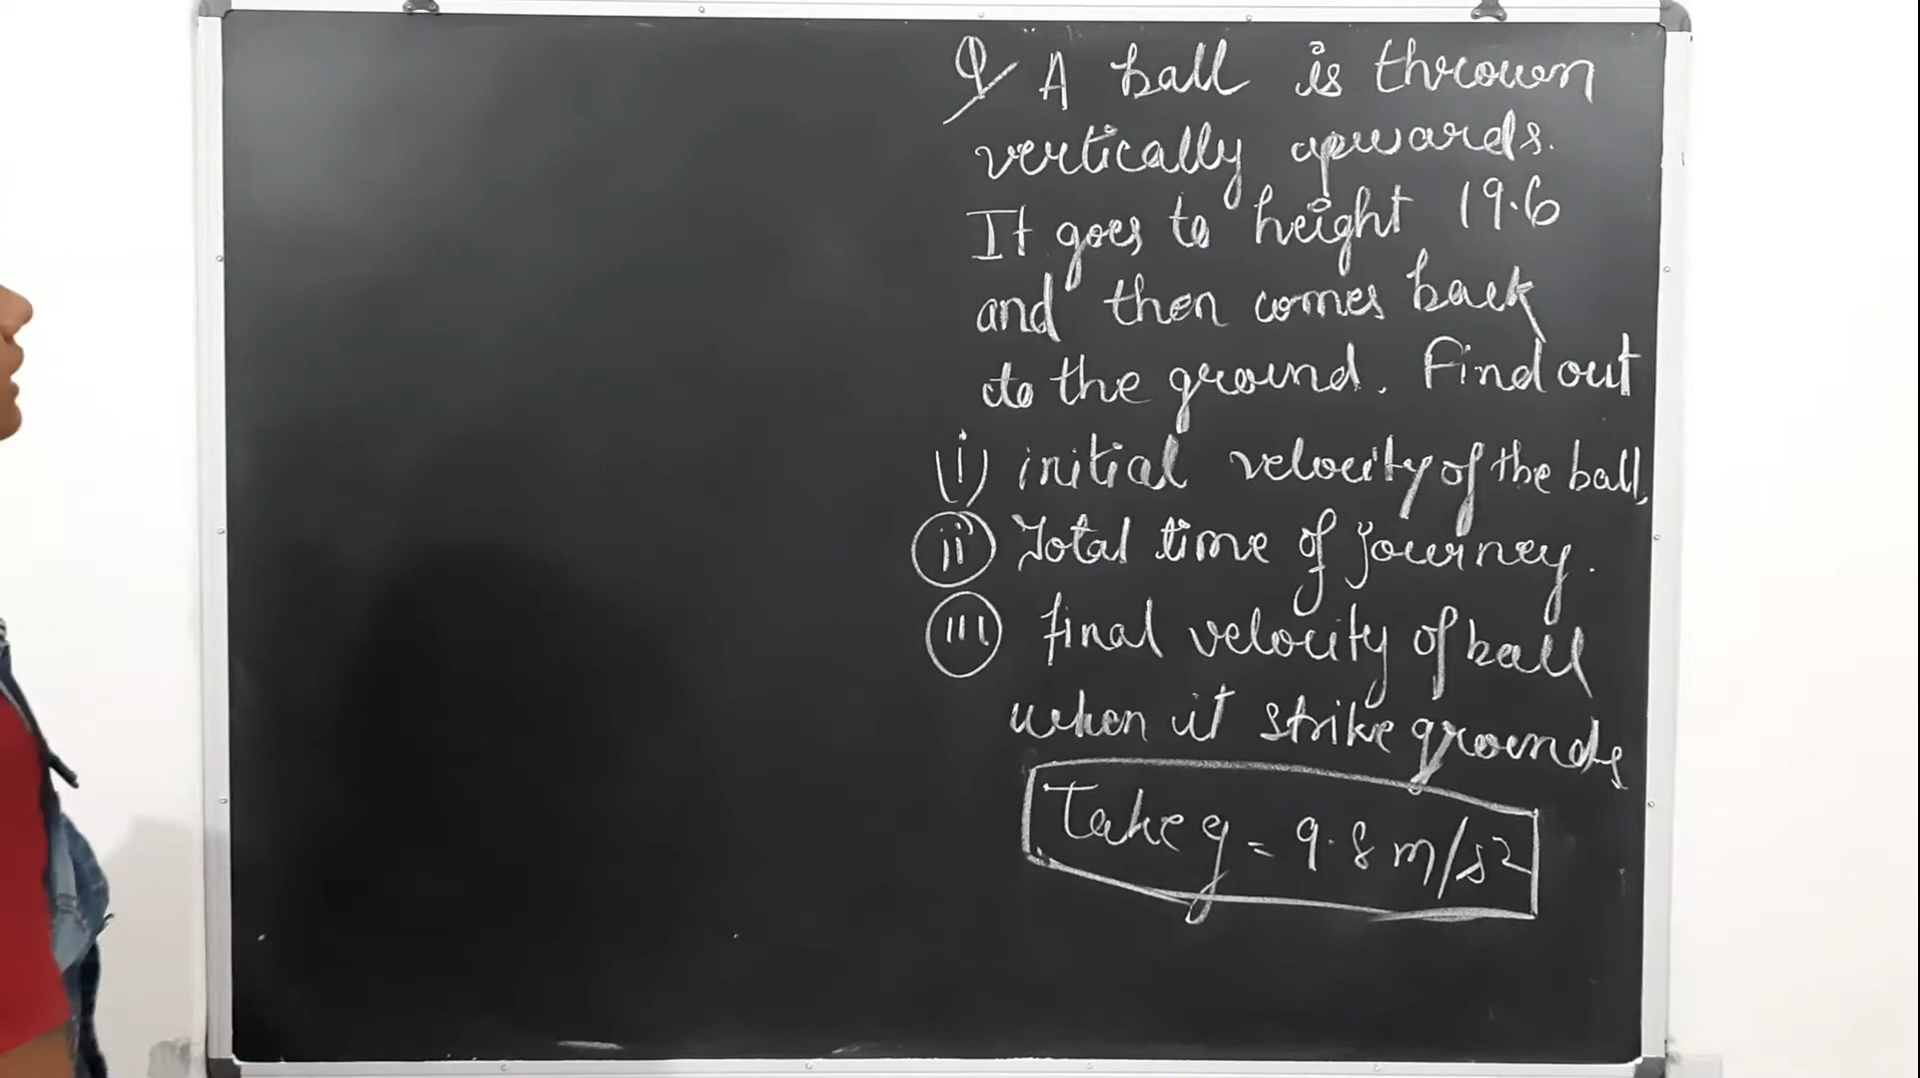 Q A ball is thrown
vertically upwards.
It goes to height 19.6
and then comes back
to the ground. Find out
(i) initial velocity of the ball.
(ii) Total time of journey.
(iii) final velocity of ball
when it strike grounds
Take g = 9.8 m/s²